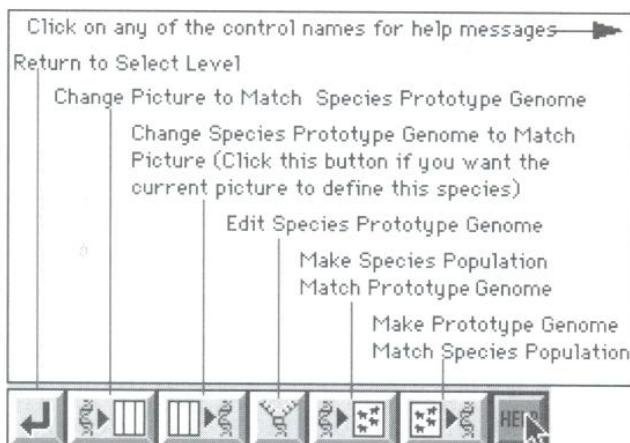 Click on any of the control names for help messages
Return to Select Level
Change Picture to Match Species Prototype Genome
Change Species Prototype Genome to Match
Picture (Click this button if you want the
current picture to define this species)
Edit Species Prototype Genome
Make Species Population
Match Prototype Genome
Make Prototype Genome
Match Species Population
HELP